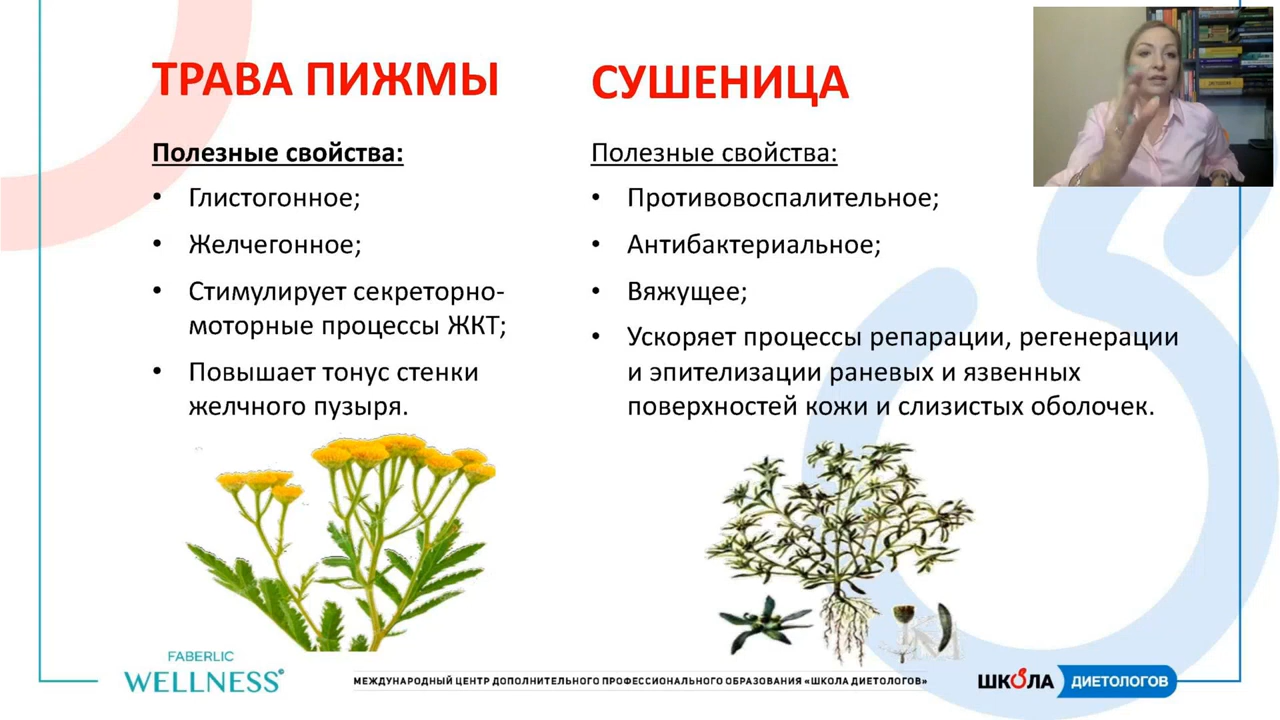 ТРАВА ПИЖМЫ
Полезные свойства:
• Глистогонное;
• Желчегонное;
• Стимулирует секреторно-
моторные процессы ЖКТ;
• Повышает тонус стенки
желчного пузыря.
СУШЕНИЦА
Полезные свойства:
• Противовоспалительное;
• Антибактериальное;
• Вяжущее;
• Ускоряет процессы репарации, регенерации
и эпителизации раневых и язвенных
поверхностей кожи и слизистых оболочек.
FABERLIC
WELLNESS
МЕЖДУНАРОДНЫЙ ЦЕНТР ДОПОЛНИТЕЛЬНОГО ПРОФЕССИОНАЛЬНОГО ОБРАЗОВАНИЯ «ШКОЛА ДИЕТОЛОГОВ»
ШКОЛА ДИЕТОЛОГОВ